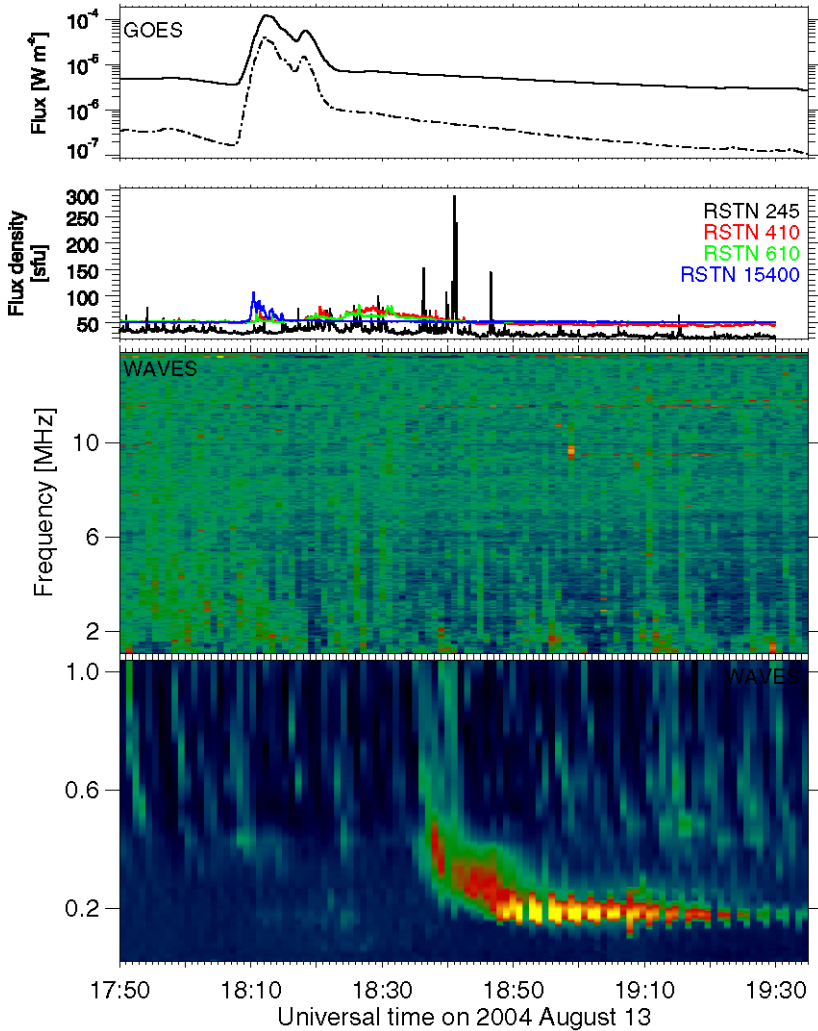 GOES
Flux [W m⁻²]
10⁻⁴
10⁻⁵
10⁻⁶
10⁻⁷
Flux density
[sfu]
300
250
200
150
100
50
RSTN 245
RSTN 410
RSTN 610
RSTN 15400
WAVES
Frequency [MHz]
10
6
2
WAVES
1.0
0.6
0.2
17:50 18:10 18:30 18:50 19:10 19:30
Universal time on 2004 August 13